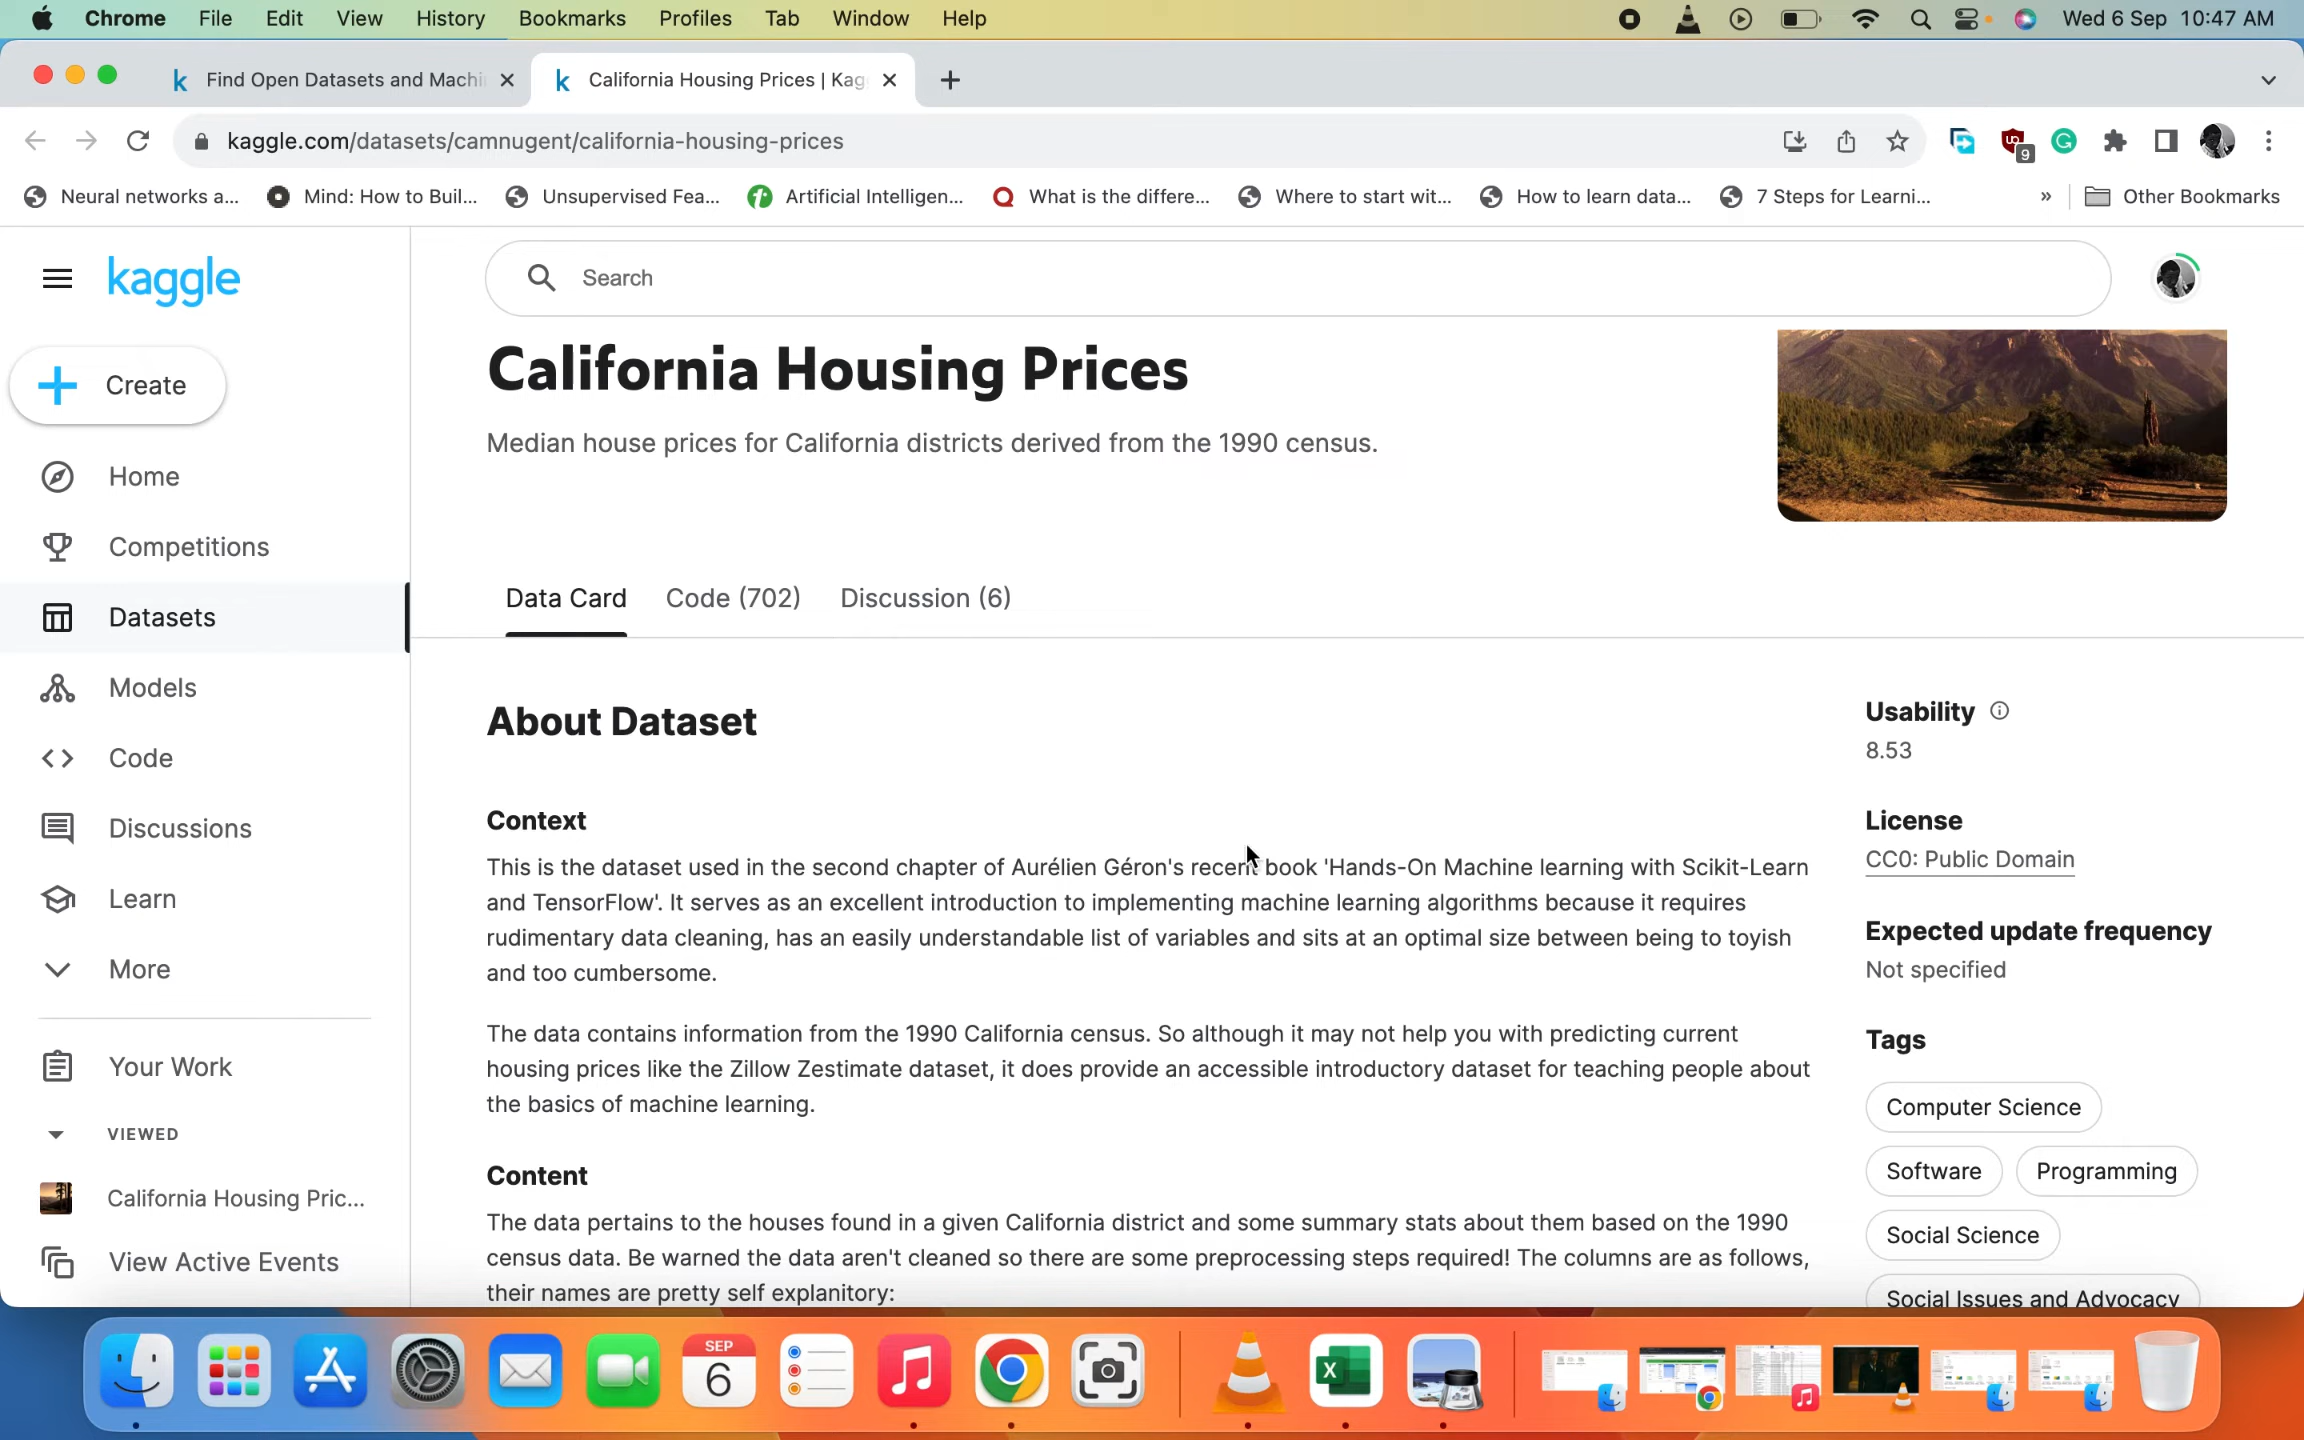 Chrome File Edit View History Bookmarks Profiles Tab Window Help Wed 6 Sep 10:47 AM
k Find Open Datasets and Machi k California Housing Prices | Kag
kaggle.com/datasets/camnugent/california-housing-prices 9
Neural networks a... Mind: How to Buil... Unsupervised Fea... Artificial Intelligen... What is the differe... Where to start wit... How to learn data... 7 Steps for Learni... » Other Bookmarks
kaggle
Search
Create
Home
Competitions
Datasets
Models
Code
Discussions
Learn
More
Your Work
VIEWED
California Housing Pric...
View Active Events
California Housing Prices
Median house prices for California districts derived from the 1990 census.
Data Card Code (702) Discussion (6)
About Dataset
Context
This is the dataset used in the second chapter of Aurélien Géron's recent book 'Hands-On Machine learning with Scikit-Learn
and TensorFlow'. It serves as an excellent introduction to implementing machine learning algorithms because it requires
rudimentary data cleaning, has an easily understandable list of variables and sits at an optimal size between being to toyish
and too cumbersome.
The data contains information from the 1990 California census. So although it may not help you with predicting current
housing prices like the Zillow Zestimate dataset, it does provide an accessible introductory dataset for teaching people about
the basics of machine learning.
Content
The data pertains to the houses found in a given California district and some summary stats about them based on the 1990
census data. Be warned the data aren't cleaned so there are some preprocessing steps required! The columns are as follows,
their names are pretty self explanitory:
Usability
8.53
License
CC0: Public Domain
Expected update frequency
Not specified
Tags
Computer Science
Software Programming
Social Science
Social Issues and Advocacy
SEP
6
X